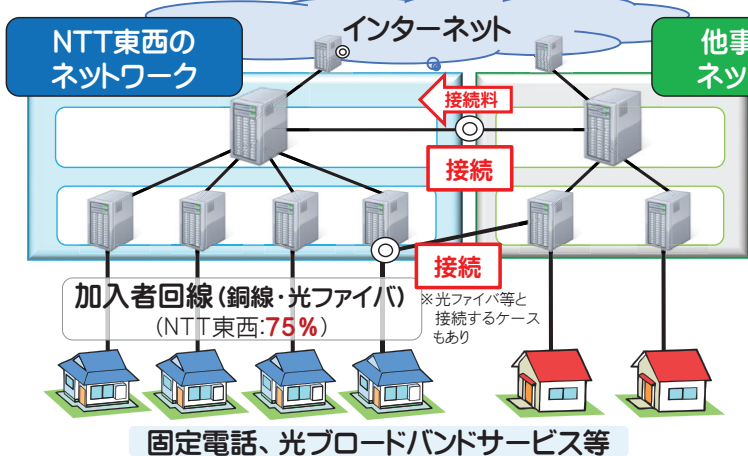 インターネット
NTT東西の
ネットワーク
他事
ネッ
接続料
接続
接続
加入者回線(銅線・光ファイバ)
(NTT東西:75%)
※光ファイバ等と
接続するケース
もあり
固定電話、光ブロードバンドサービス等